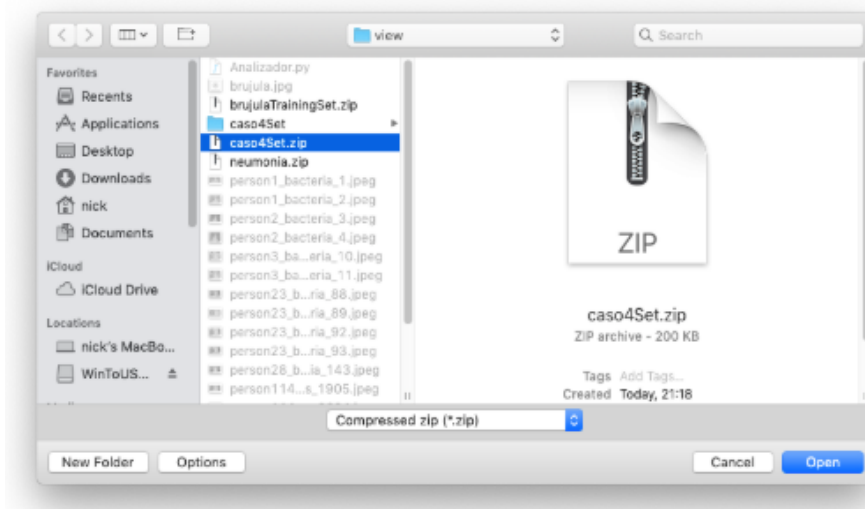 view
Search
Favorites
Recents
Applications
Desktop
Downloads
nick
Documents
iCloud
iCloud Drive
Locations
nick's MacBo...
WinToUS...
Analizador.py
brujula.jpg
brujulaTrainingSet.zip
caso4Set
caso4Set.zip
neumonia.zip
person1_bacteria_1.jpeg
person1_bacteria_2.jpeg
person2_bacteria_3.jpeg
person2_bacteria_4.jpeg
person3_ba...eria_10.jpeg
person3_ba...eria_11.jpeg
person23_b...ria_88.jpeg
person23_b...ria_89.jpeg
person23_b...ria_92.jpeg
person23_b...ria_93.jpeg
person28_b...ia_143.jpeg
person114...s_1905.jpeg
ZIP
caso4Set.zip
ZIP archive - 200 KB
Tags Add Tags...
Created Today, 21:18
Compressed zip (*.zip)
New Folder
Options
Cancel
Open